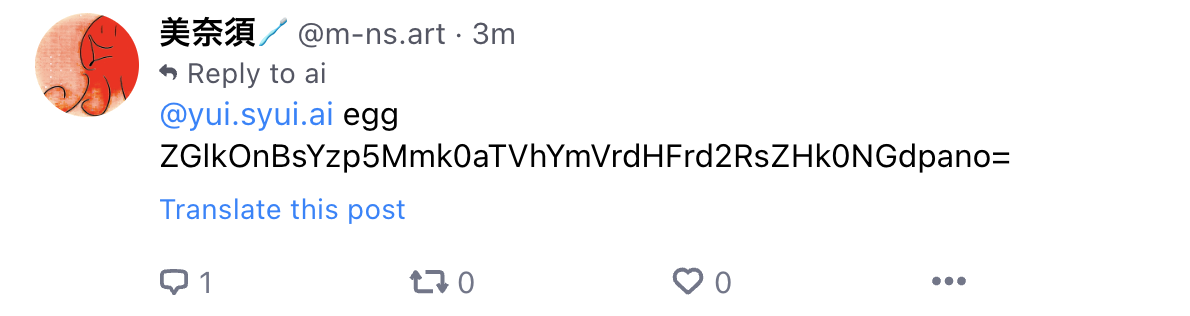 美奈須🪥 @m-ns.art · 3m
Reply to ai
@yui.syui.ai egg
ZGlkOnBsYzp5Mmk0aTVhYmVrdHFrd2RsZHk0NGdpano=
Translate this post
1 0 0